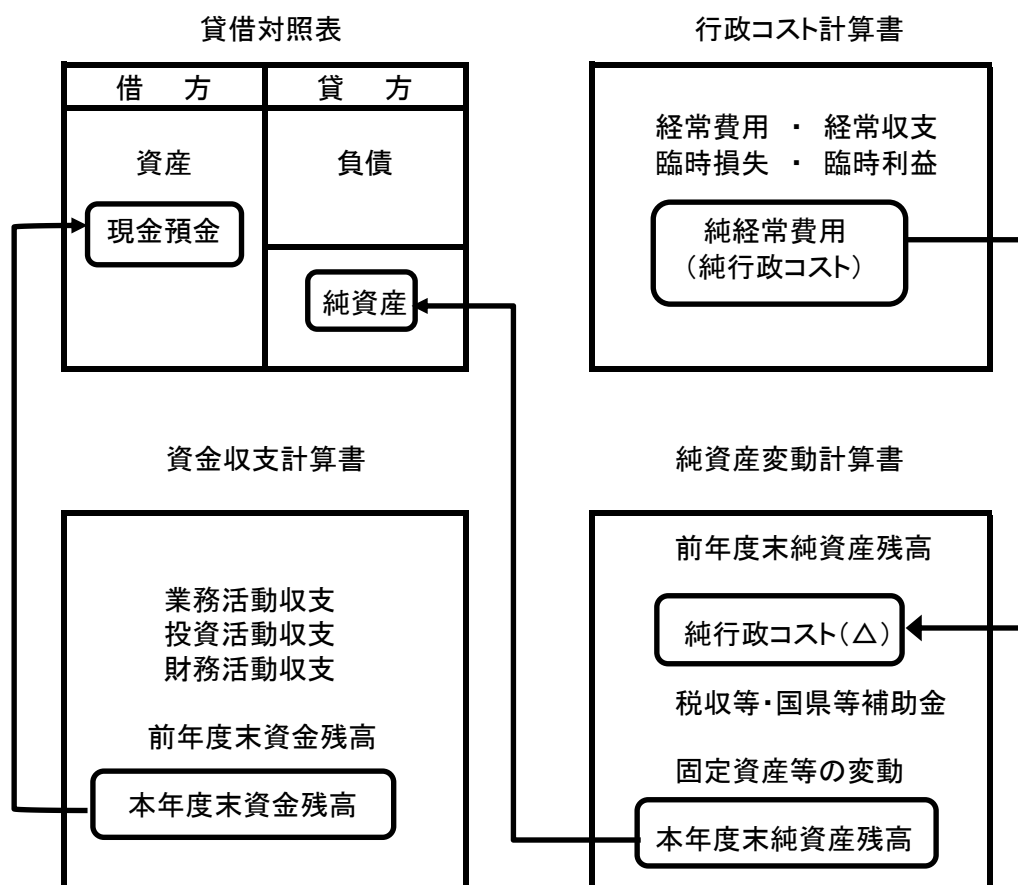 貸借対照表
借　方
貸　方
資産
現金預金
負債
純資産
行政コスト計算書
経常費用 ・ 経常収支
臨時損失 ・ 臨時利益
純経常費用
(純行政コスト)
資金収支計算書
業務活動収支
投資活動収支
財務活動収支
前年度末資金残高
本年度末資金残高
純資産変動計算書
前年度末純資産残高
純行政コスト(△)
税収等・国県等補助金
固定資産等の変動
本年度末純資産残高